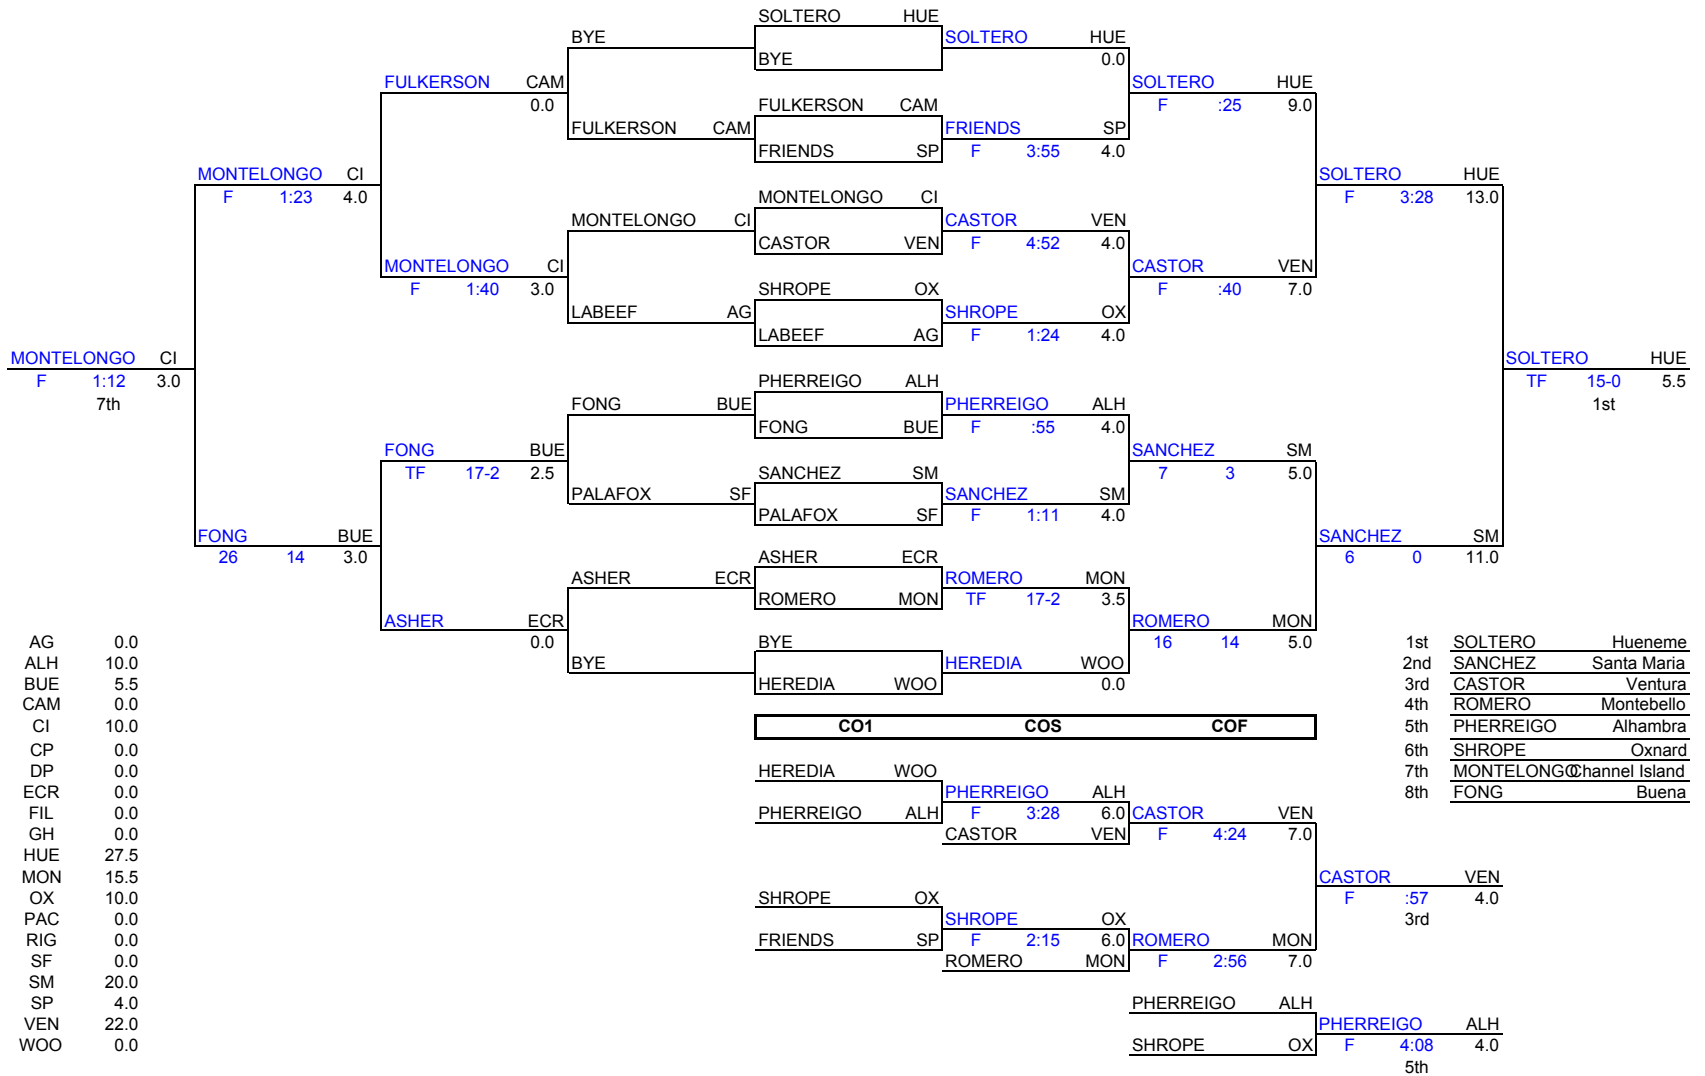 SOLTERO HUE
BYE SOLTERO HUE
BYE 0.0
FULKERSON CAM SOLTERO HUE
0.0 FULKERSON CAM F :25 9.0
FULKERSON CAM FRIENDS SP
FRIENDS SP F 3:55 4.0
MONTELONGO CI SOLTERO HUE
F 1:23 4.0 MONTELONGO CI F 3:28 13.0
MONTELONGO CI CASTOR VEN
CASTOR VEN F 4:52 4.0
MONTELONGO CI CASTOR VEN
F 1:40 3.0 SHROPE OX F :40 7.0
LABEEF AG SHROPE OX
LABEEF AG F 1:24 4.0
MONTELONGO CI SOLTERO HUE
F 1:12 3.0 PHERREIGO ALH TF 15-0 5.5
7th FONG BUE PHERREIGO ALH 1st
FONG BUE F :55 4.0
FONG BUE SANCHEZ SM
TF 17-2 2.5 SANCHEZ SM 7 3 5.0
PALAFOX SF SANCHEZ SM
PALAFOX SF F 1:11 4.0
FONG BUE SANCHEZ SM
26 14 3.0 ASHER ECR 6 0 11.0
ASHER ECR ROMERO MON
ROMERO MON TF 17-2 3.5
ASHER ECR ROMERO MON
AG 0.0 0.0 BYE 16 14 5.0 1st SOLTERO Hueneme
ALH 10.0 BYE HEREDIA WOO 2nd SANCHEZ Santa Maria
BUE 5.5 HEREDIA WOO 0.0 3rd CASTOR Ventura
CAM 0.0 4th ROMERO Montebello
CI 10.0 CO1 COS COF 5th PHERREIGO Alhambra
CP 0.0 6th SHROPE Oxnard
DP 0.0 HEREDIA WOO 7th MONTELONGO Channel Island
ECR 0.0 PHERREIGO ALH 8th FONG Buena
FIL 0.0 PHERREIGO ALH F 3:28 6.0 CASTOR VEN
GH 0.0 CASTOR VEN F 4:24 7.0
HUE 27.5
MON 15.5 CASTOR VEN
OX 10.0 SHROPE OX F :57 4.0
PAC 0.0 SHROPE OX 3rd
RIG 0.0 FRIENDS SP F 2:15 6.0 ROMERO MON
SF 0.0 ROMERO MON F 2:56 7.0
SM 20.0
SP 4.0 PHERREIGO ALH
VEN 22.0 PHERREIGO ALH
WOO 0.0 SHROPE OX F 4:08 4.0
5th